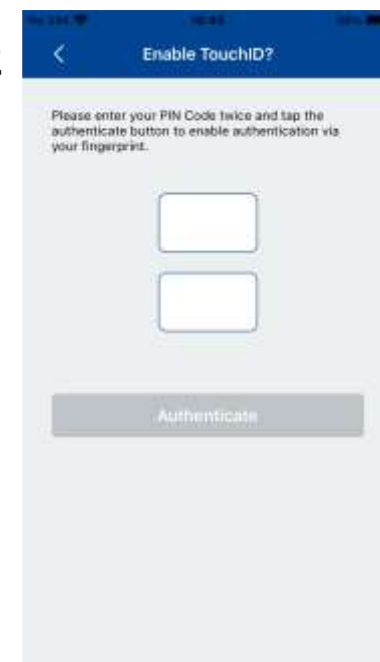 Enable TouchID?
Please enter your PIN Code twice and tap the
authenticate button to enable authentication via
your fingerprint.
Authenticate